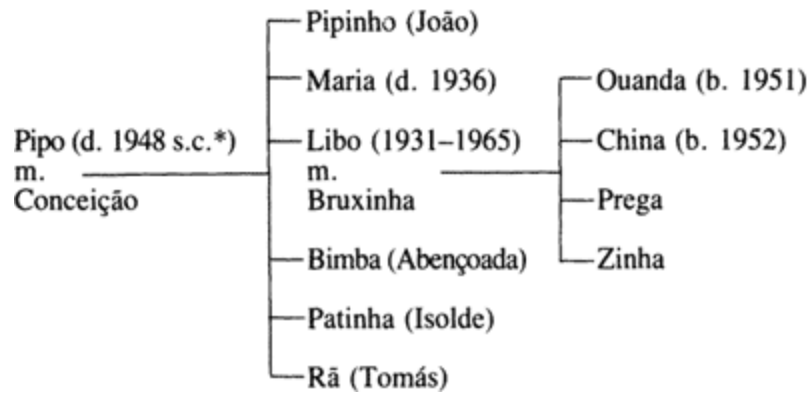 Pipinho (João)
Maria (d. 1936)
Ouanda (b. 1951)
Pipo (d. 1948 s.c.*)
Libo (1931–1965)
China (b. 1952)
m.
m.
Conceição
Bruxinha
Prega
Bimba (Abençoada)
Zinha
Patinha (Isolde)
Rã (Tomás)